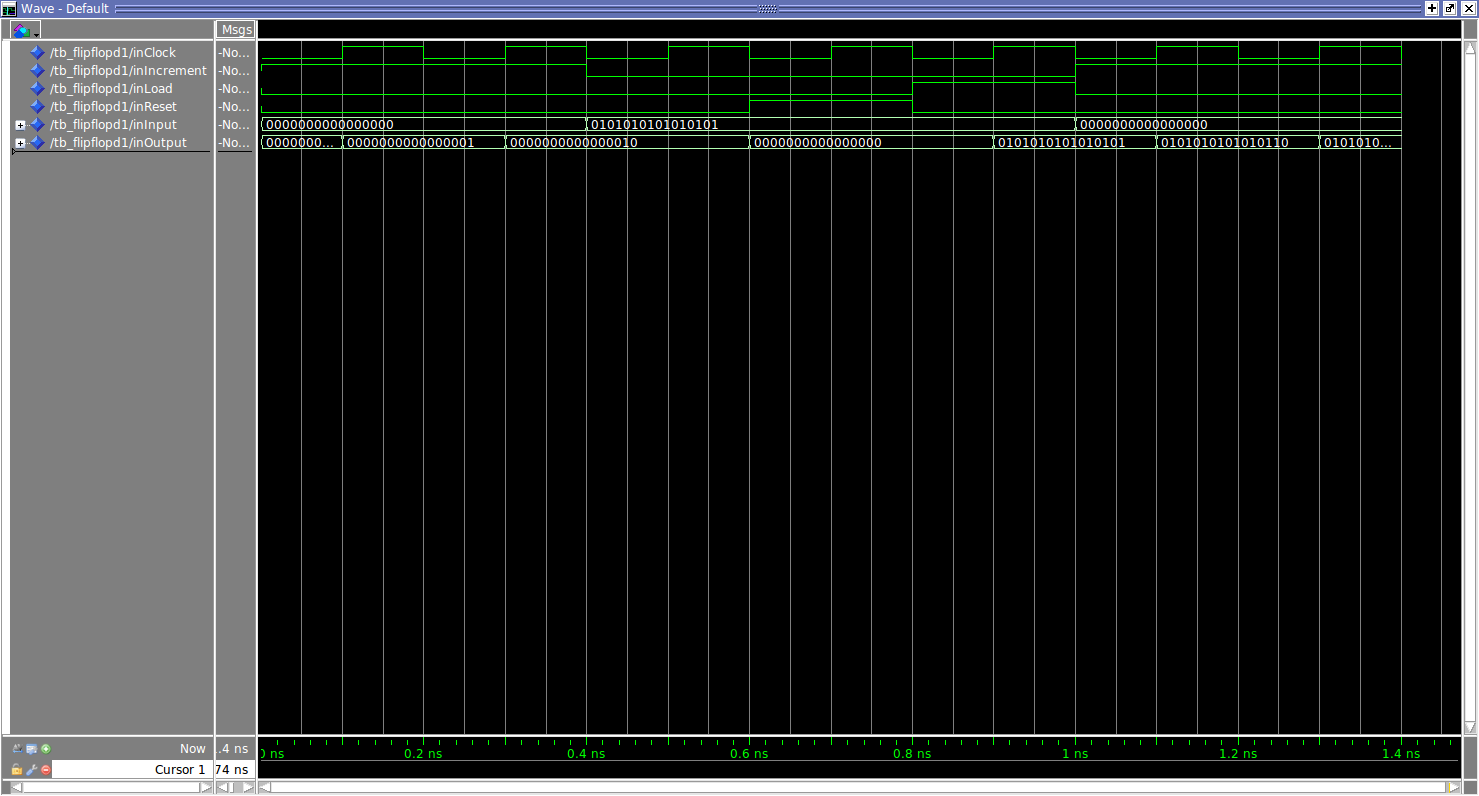 Wave - Default
Msgs
/tb_flipflopd1/inClock -No...
/tb_flipflopd1/inIncrement -No...
/tb_flipflopd1/inLoad -No...
/tb_flipflopd1/inReset -No...
/tb_flipflopd1/inInput -No... 0000000000000000 0101010101010101 0000000000000000
/tb_flipflopd1/inOutput -No... 0000000... 0000000000000001 0000000000000010 0000000000000000 0101010101010101 0101010101010110 0101010...
Now .4 ns 0 ns 0.2 ns 0.4 ns 0.6 ns 0.8 ns 1 ns 1.2 ns 1.4 ns
Cursor 1 74 ns